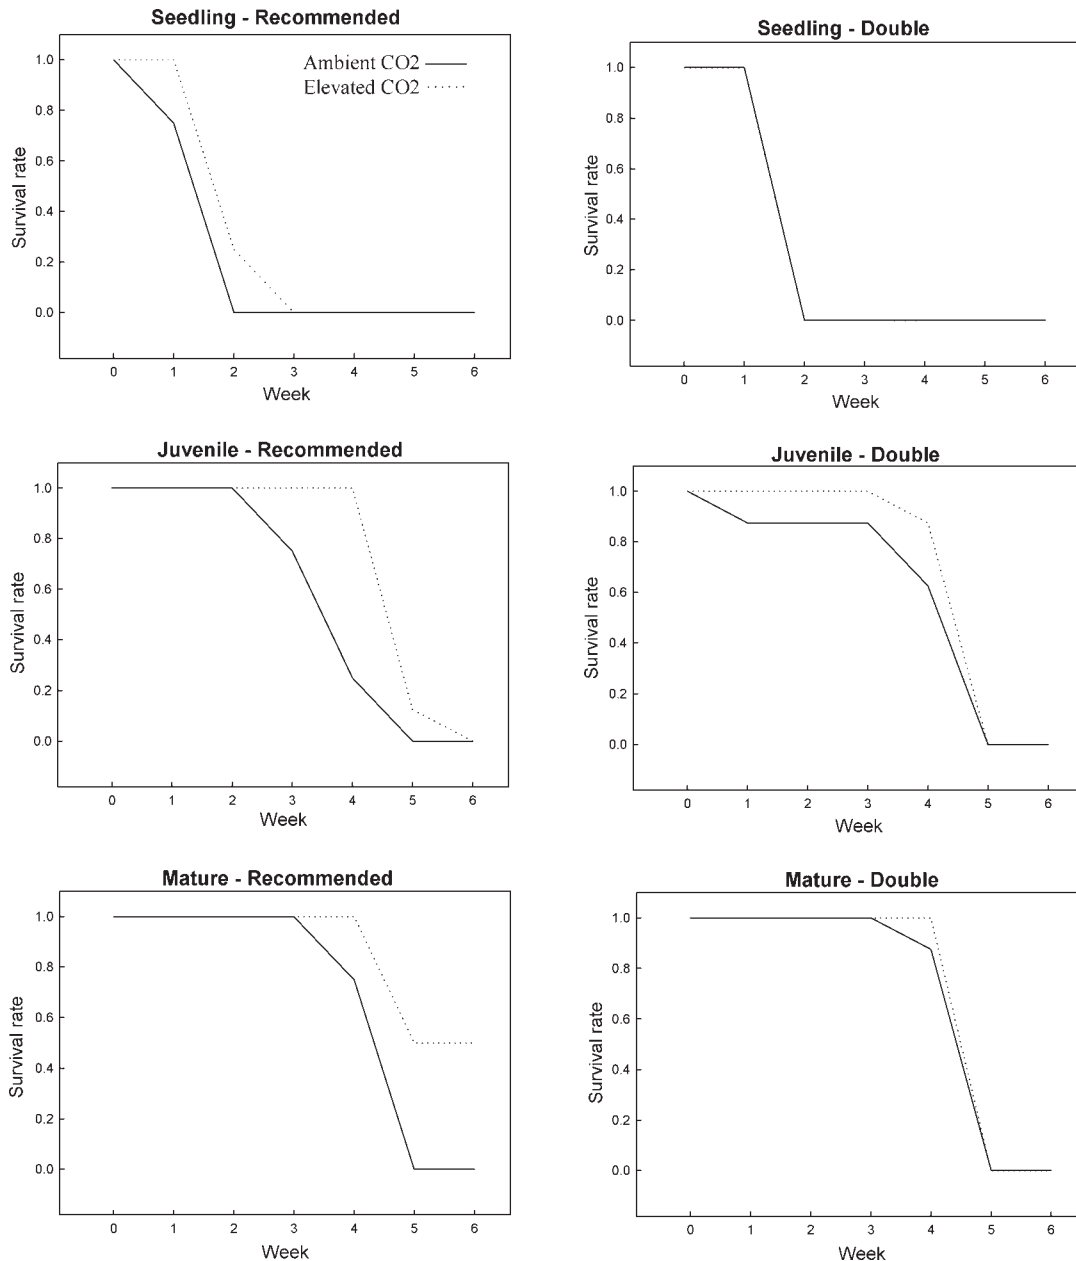 Seedling - Recommended
Ambient CO2
Elevated CO2
Survival rate
1.0
0.8
0.6
0.4
0.2
0.0
0 1 2 3 4 5 6
Week
Seedling - Double
Survival rate
1.0
0.8
0.6
0.4
0.2
0.0
0 1 2 3 4 5 6
Week
Juvenile - Recommended
Survival rate
1.0
0.8
0.6
0.4
0.2
0.0
0 1 2 3 4 5 6
Week
Juvenile - Double
Survival rate
1.0
0.8
0.6
0.4
0.2
0.0
0 1 2 3 4 5 6
Week
Mature - Recommended
Survival rate
1.0
0.8
0.6
0.4
0.2
0.0
0 1 2 3 4 5 6
Week
Mature - Double
Survival rate
1.0
0.8
0.6
0.4
0.2
0.0
0 1 2 3 4 5 6
Week